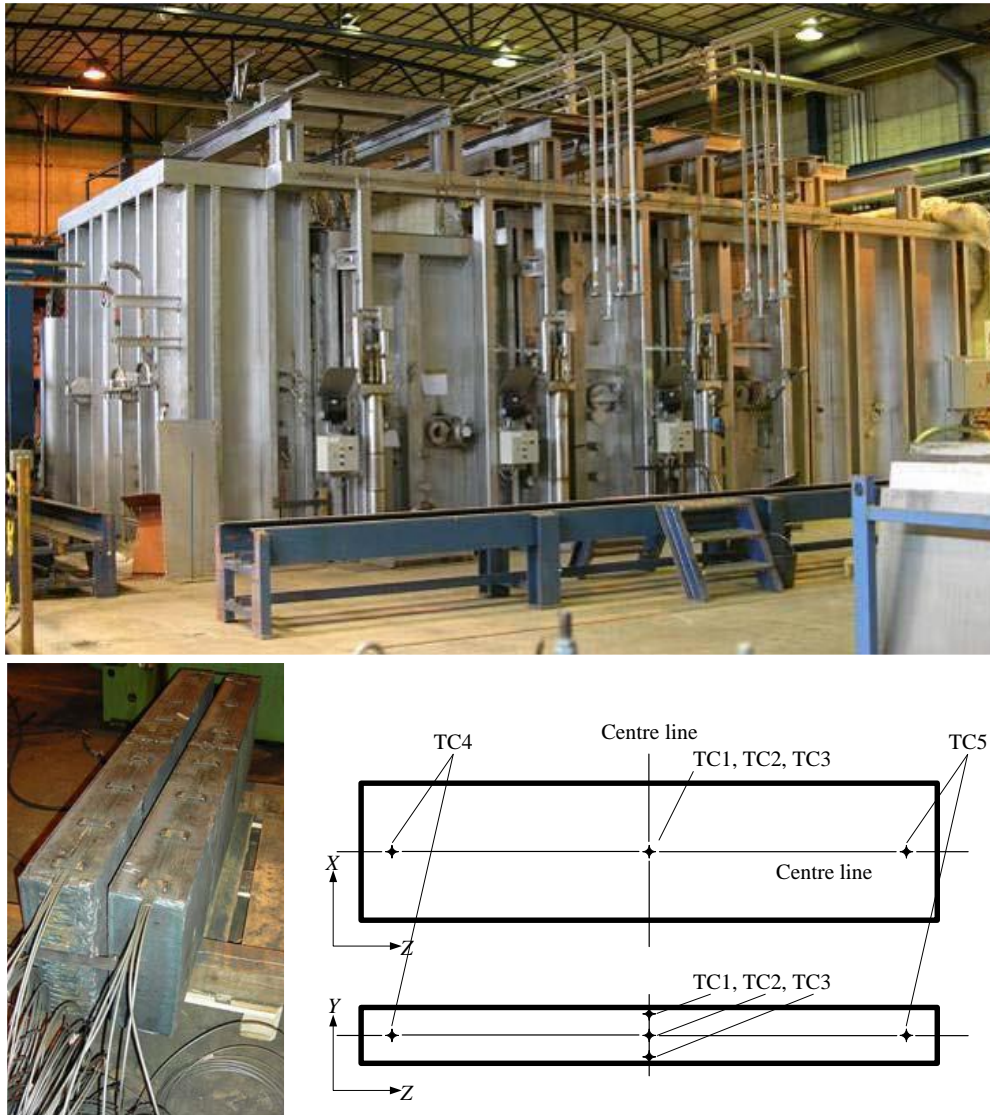 Centre line
TC4
TC1, TC2, TC3
TC5
X
Centre line
Z
Y
TC1, TC2, TC3
Z